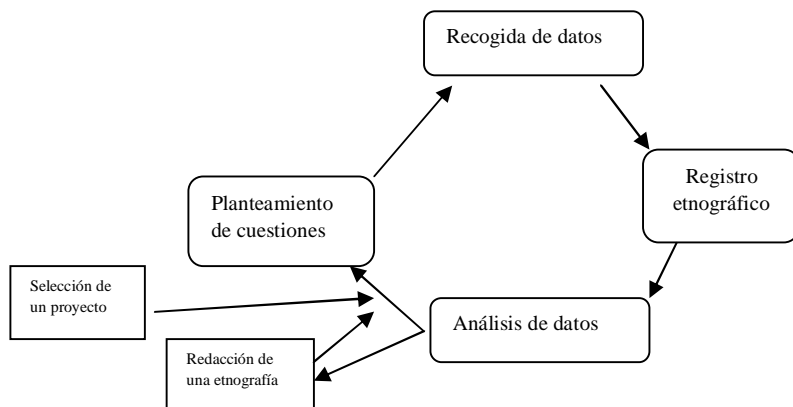 Recogida de datos
Registro
etnográfico
Planteamiento
de cuestiones
Selección de
un proyecto
Análisis de datos
Redacción de
una etnografía